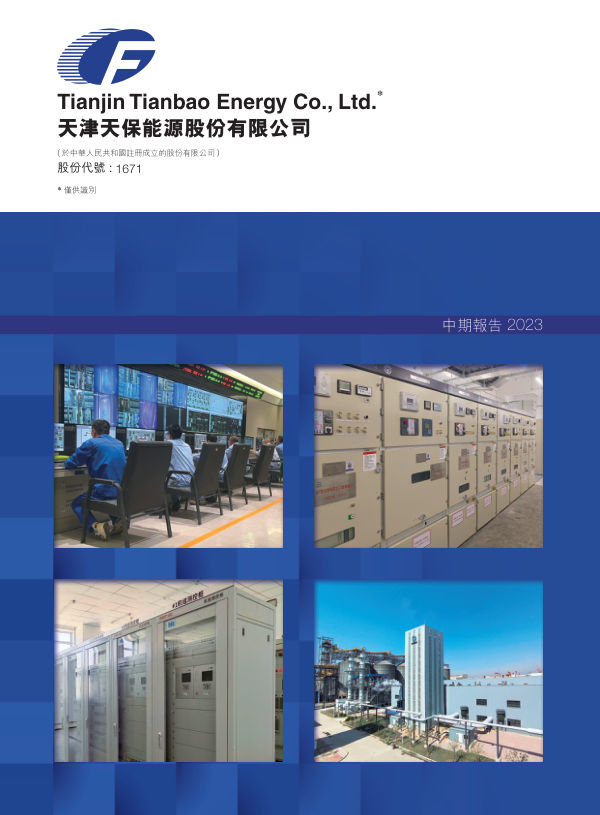 Tianjin Tianbao Energy Co., Ltd.*
天津天保能源股份有限公司
(於中華人民共和國註冊成立的股份有限公司)
股份代號：1671
* 僅供識別
中期報告 2023